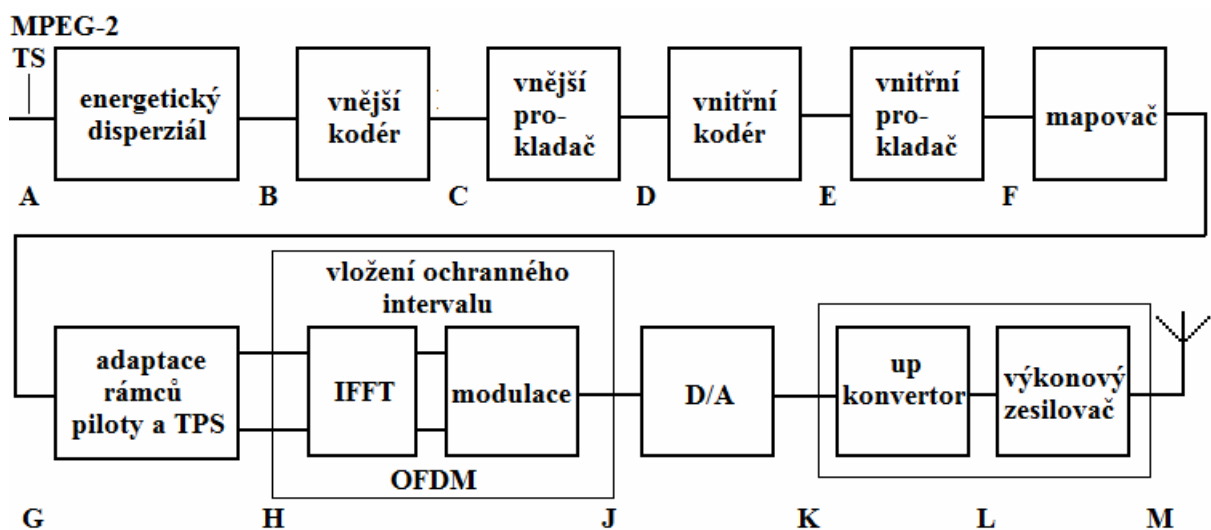 MPEG-2
TS
energetický
disperziál
vnější
kodér
vnější
pro-
kladač
vnitřní
kodér
vnitřní
pro-
kladač
mapovač
A
B
C
D
E
F
vložení ochranného
intervalu
adaptace
rámců
piloty a TPS
IFFT
modulace
D/A
up
konvertor
výkonový
zesilovač
OFDM
G
H
J
K
L
M